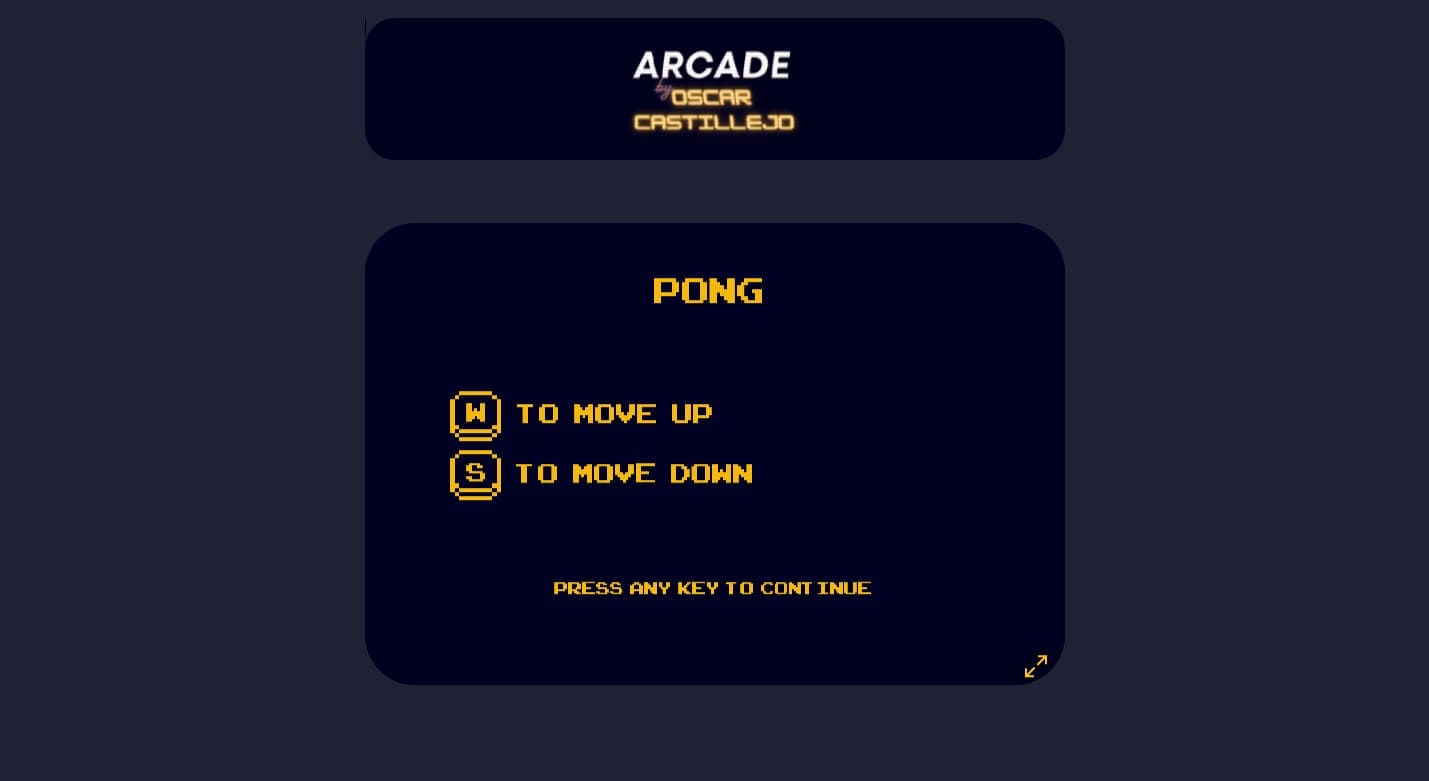 ARCADE
by OSCAR
CASTILLEJO
PONG
W TO MOVE UP
S TO MOVE DOWN
PRESS ANY KEY TO CONTINUE